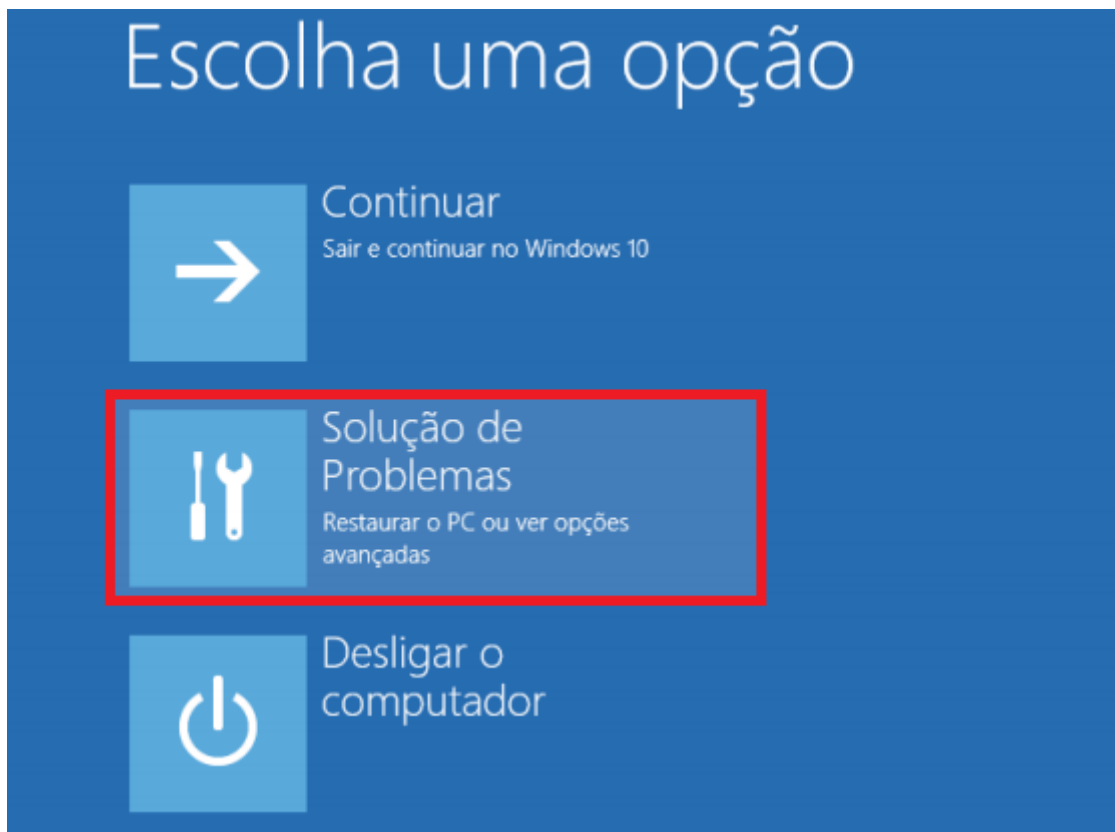 Escolha uma opção
Continuar
Sair e continuar no Windows 10
Solução de
Problemas
Restaurar o PC ou ver opções
avançadas
Desligar o
computador